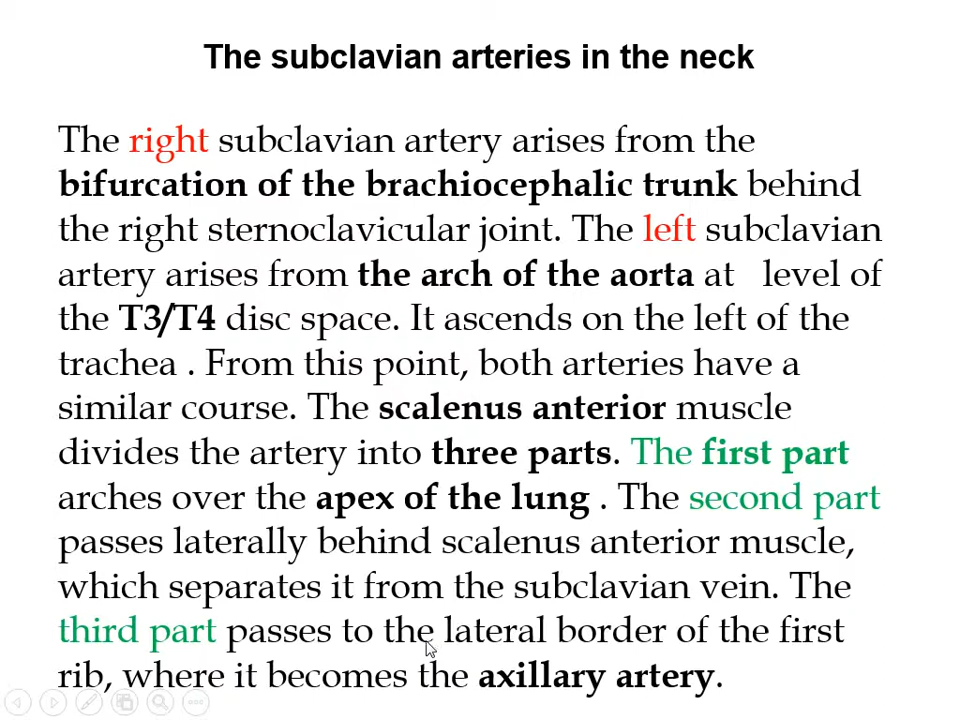 The subclavian arteries in the neck
The right subclavian artery arises from the
bifurcation of the brachiocephalic trunk behind
the right sternoclavicular joint. The left subclavian
artery arises from the arch of the aorta at level of
the T3/T4 disc space. It ascends on the left of the
trachea . From this point, both arteries have a
similar course. The scalenus anterior muscle
divides the artery into three parts. The first part
arches over the apex of the lung . The second part
passes laterally behind scalenus anterior muscle,
which separates it from the subclavian vein. The
third part passes to the lateral border of the first
rib, where it becomes the axillary artery.